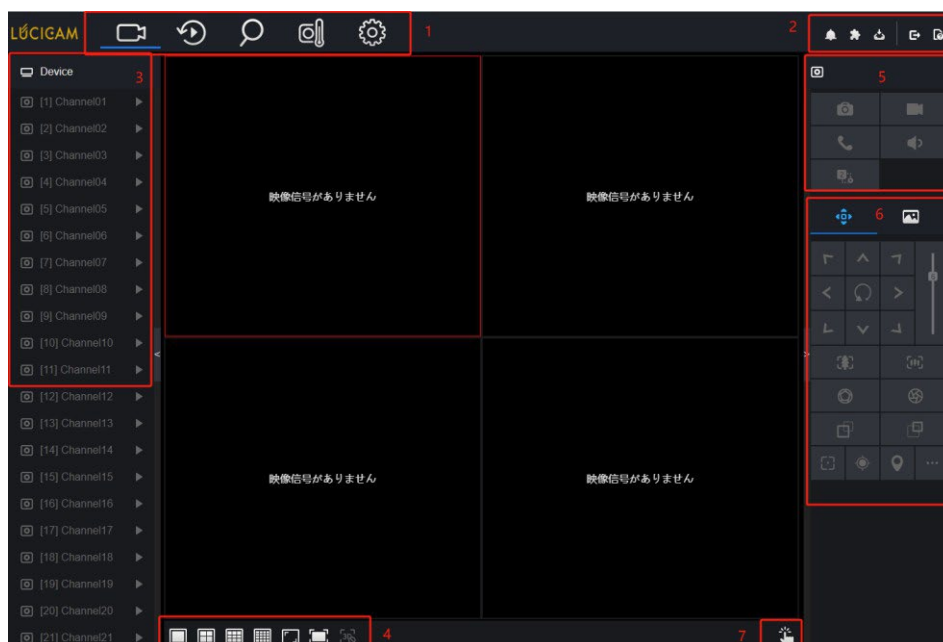 LÚCIGAM
1
2
Device
3
5
[1] Channel01
[2] Channel02
[3] Channel03
[4] Channel04
[5] Channel05
[6] Channel06
[7] Channel07
[8] Channel08
[9] Channel09
[10] Channel10
[11] Channel11
[12] Channel12
[13] Channel13
[14] Channel14
[15] Channel15
[16] Channel16
[17] Channel17
[18] Channel18
[19] Channel19
[20] Channel20
[21] Channel21
映像信号がありません
映像信号がありません
映像信号がありません
映像信号がありません
6
4
7